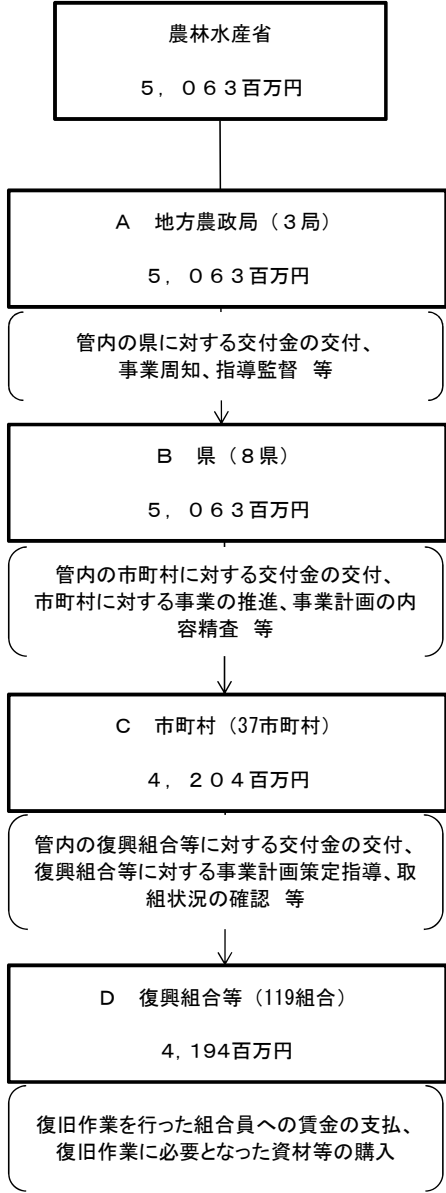 農林水産省
５，０６３百万円
Ａ　地方農政局（３局）
５，０６３百万円
管内の県に対する交付金の交付、
事業周知、指導監督　等
Ｂ　県（８県）
５，０６３百万円
管内の市町村に対する交付金の交付、
市町村に対する事業の推進、事業計画の内
容精査　等
Ｃ　市町村（37市町村）
４，２０４百万円
管内の復興組合等に対する交付金の交付、
復興組合等に対する事業計画策定指導、取
組状況の確認　等
Ｄ　復興組合等（119組合）
4,194百万円
復旧作業を行った組合員への賃金の支払、
復旧作業に必要となった資材等の購入